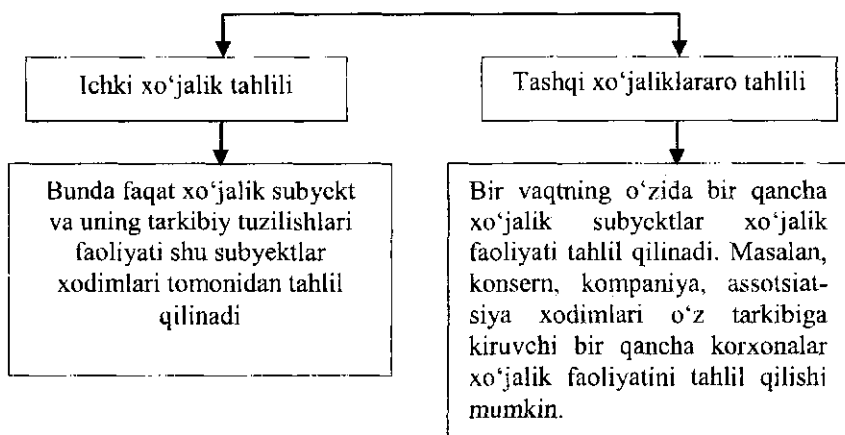 Ichki xo‘jalik tahlili
Tashqi xo‘jaliklararo tahlili
Bunda faqat xo‘jalik subyekt
va uning tarkibiy tuzilishlari
faoliyati shu subyektlar
xodimlari tomonidan tahlil
qilinadi
Bir vaqtning o‘zida bir qancha
xo‘jalik subyektlar xo‘jalik
faoliyati tahlil qilinadi. Masalan,
konsern, kompaniya, assotsiat-
siya xodimlari o‘z tarkibiga
kiruvchi bir qancha korxonalar
xo‘jalik faoliyatini tahlil qilishi
mumkin.